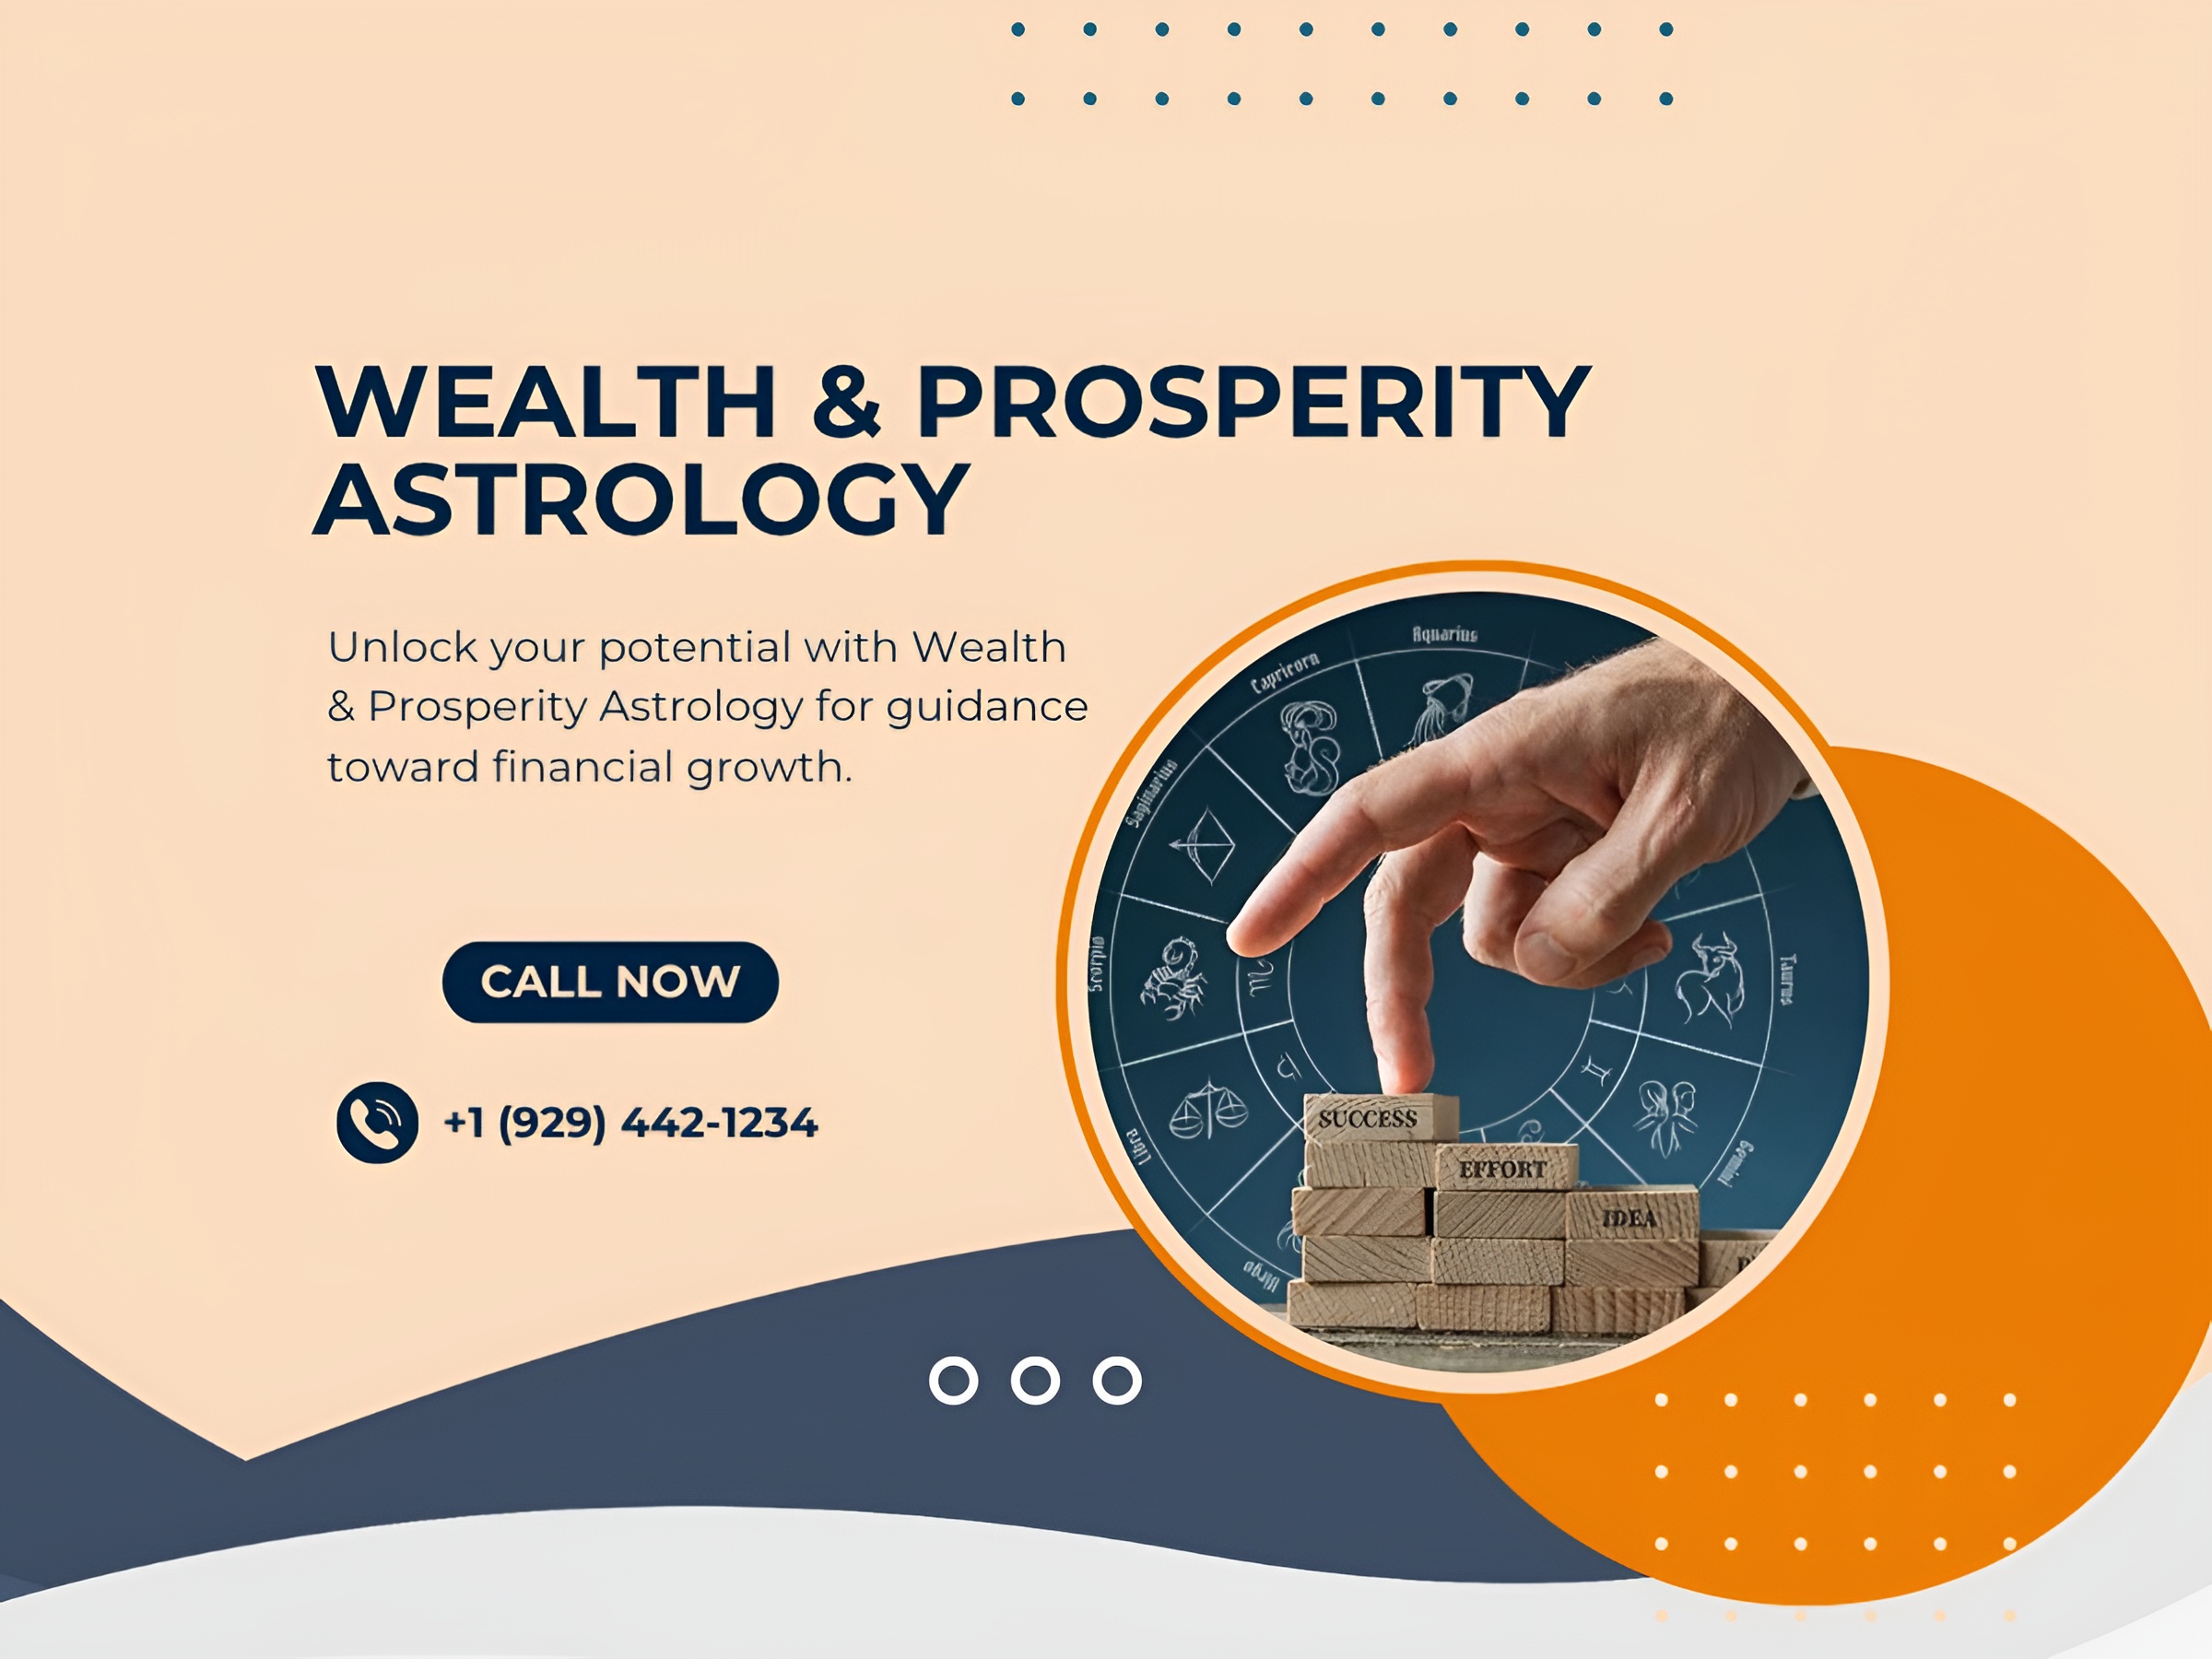 WEALTH & PROSPERITY
ASTROLOGY
Unlock your potential with Wealth
& Prosperity Astrology for guidance
toward financial growth.
CALL NOW
+1 (929) 442-1234
Aquarius
Capricorn
Sagittarius
Scorpio
Taurus
Libra
Gemini
Virgo
SUCCESS
EFFORT
IDEA